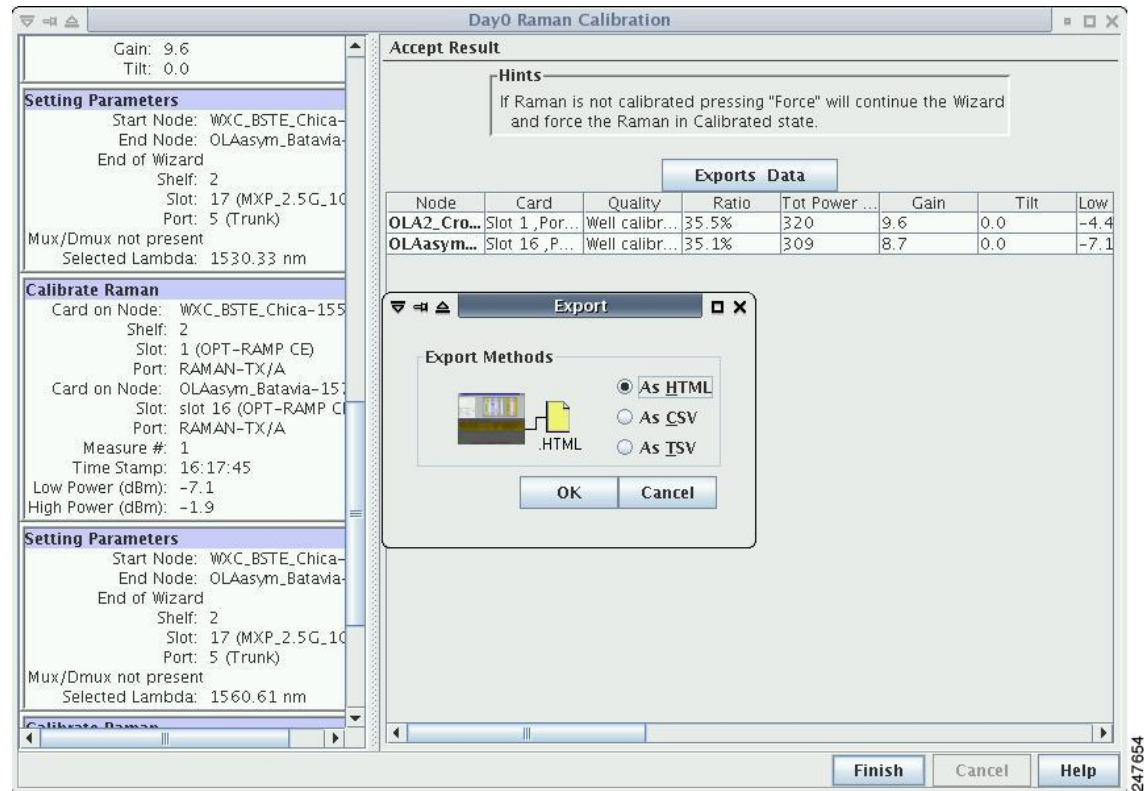 Day0 Raman Calibration
Gain: 9.6
Tilt: 0.0
Setting Parameters
Start Node: WXC_BSTE_Chica-
End Node: OLAasym_Batavia-
End of Wizard
Shelf: 2
Slot: 17 (MXP_2.5G_10
Port: 5 (Trunk)
Mux/Dmux not present
Selected Lambda: 1530.33 nm
Calibrate Raman
Card on Node: WXC_BSTE_Chica-155
Shelf: 2
Slot: 1 (OPT-RAMP CE)
Port: RAMAN-TX/A
Card on Node: OLAasym_Batavia-157
Slot: slot 16 (OPT-RAMP CE
Port: RAMAN-TX/A
Measure #: 1
Time Stamp: 16:17:45
Low Power (dBm): -7.1
High Power (dBm): -1.9
Setting Parameters
Start Node: WXC_BSTE_Chica-
End Node: OLAasym_Batavia-
End of Wizard
Shelf: 2
Slot: 17 (MXP_2.5G_10
Port: 5 (Trunk)
Mux/Dmux not present
Selected Lambda: 1560.61 nm
Calibrate Raman
Accept Result
Hints
If Raman is not calibrated pressing "Force" will continue the Wizard
and force the Raman in Calibrated state.
Exports Data
Node Card Quality Ratio Tot Power ... Gain Tilt Low
OLA2_Cro... Slot 1 ,Por... Well calibr... 35.5% 320 9.6 0.0 -4.4
OLAasym... Slot 16 ,P... Well calibr... 35.1% 309 8.7 0.0 -7.1
Export
Export Methods
.HTML
As HTML
As CSV
As TSV
OK Cancel
Finish Cancel Help
247654